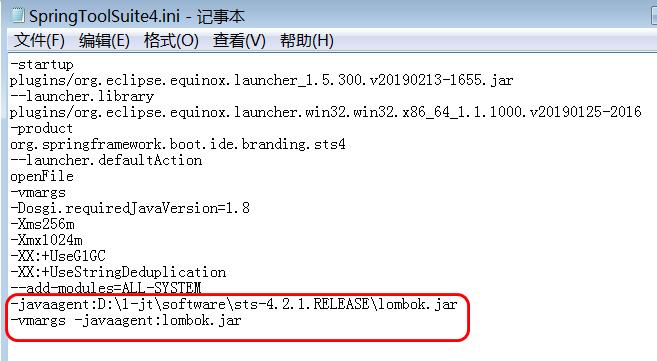 SpringToolSuite4.ini - 记事本
文件(F) 编辑(E) 格式(O) 查看(V) 帮助(H)
-startup
plugins/org.eclipse.equinox.launcher_1.5.300.v20190213-1655.jar
--launcher.library
plugins/org.eclipse.equinox.launcher.win32.win32.x86_64_1.1.1000.v20190125-2016
-product
org.springframework.boot.ide.branding.sts4
--launcher.defaultAction
openFile
-vmargs
-Dosgi.requiredJavaVersion=1.8
-Xms256m
-Xmx1024m
-XX:+UseG1GC
-XX:+UseStringDeduplication
--add-modules=ALL-SYSTEM
-javaagent:D:\1-jt\software\sts-4.2.1.RELEASE\lombok.jar
-vmargs -javaagent:lombok.jar